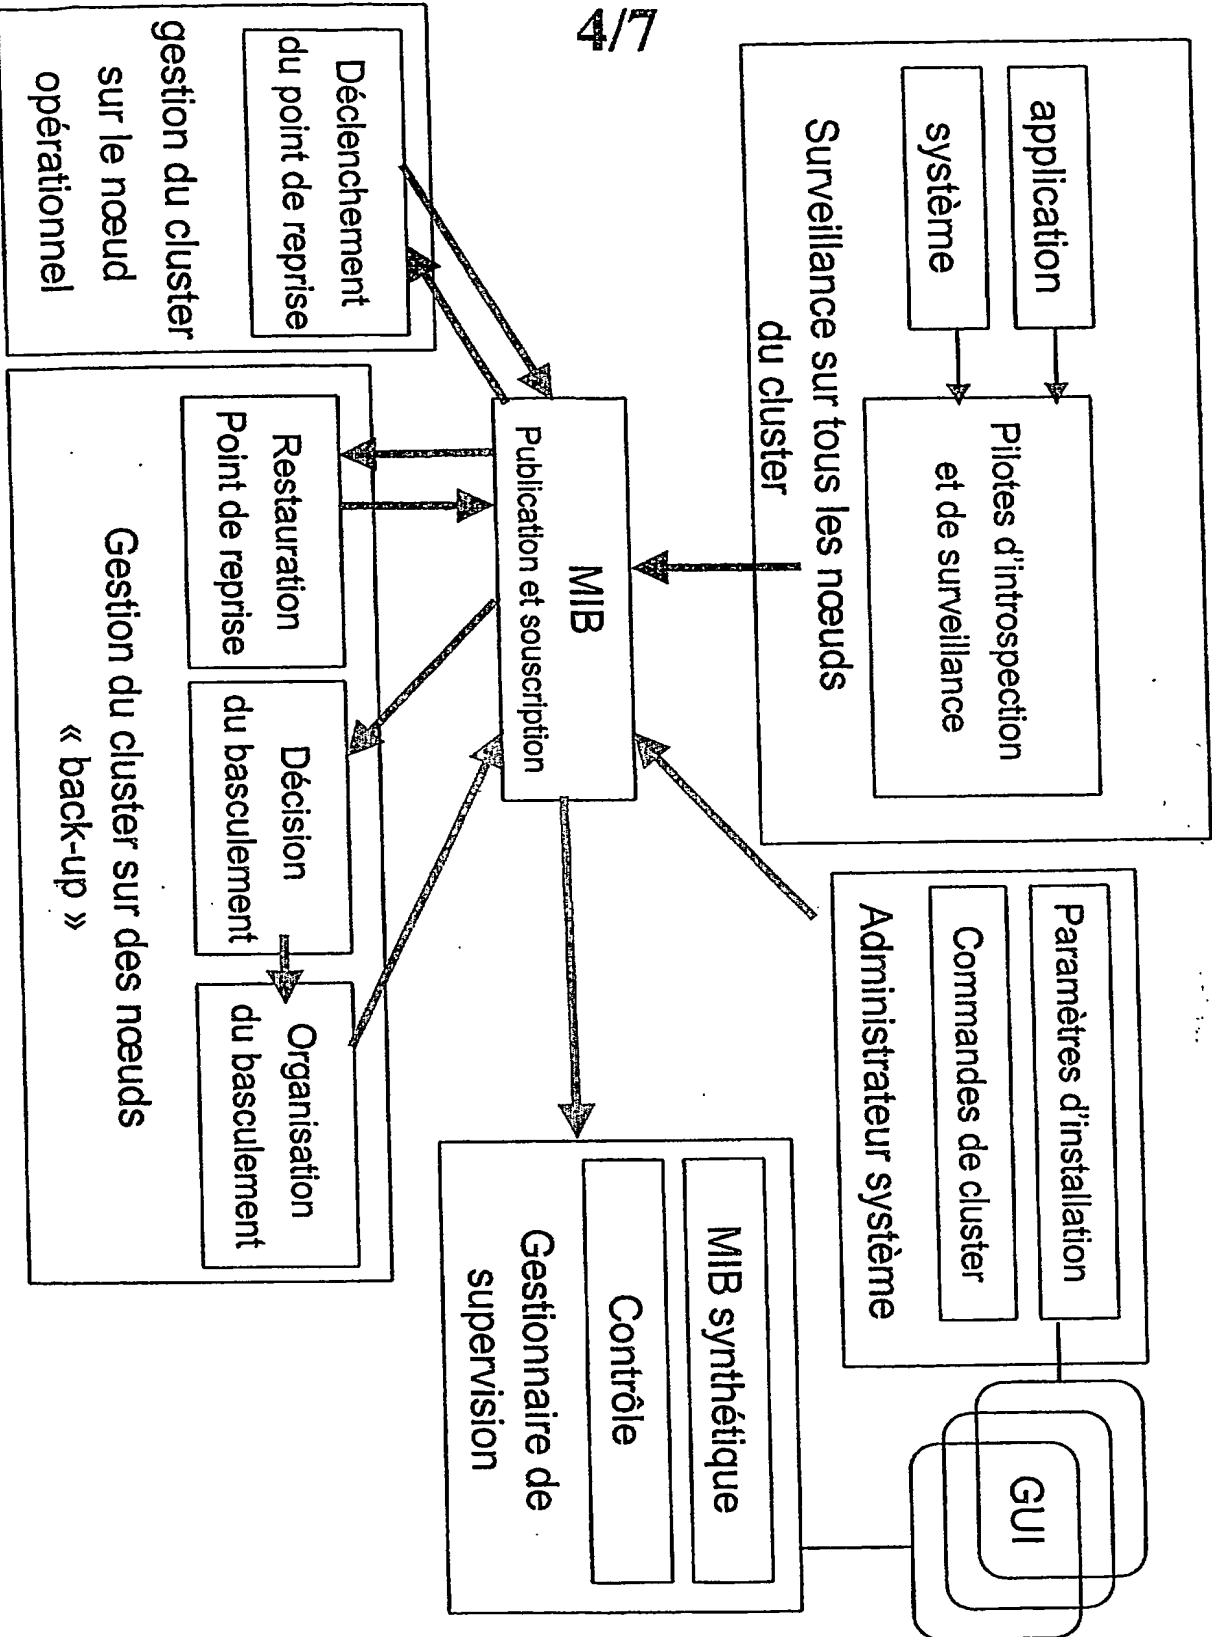 4/7
application
système
Pilotes d'introspection
et de surveillance
Surveillance sur tous les nœuds
du cluster
Paramètres d'installation
Commandes de cluster
Administrateur système
GUI
MIB
Publication et souscription
MIB synthétique
Contrôle
Gestionnaire de
supervision
Déclenchement
du point de reprise
gestion du cluster
sur le nœud
opérationnel
Restauration
Point de reprise
Décision
du basculement
Organisation
du basculement
Gestion du cluster sur des nœuds
« back-up »